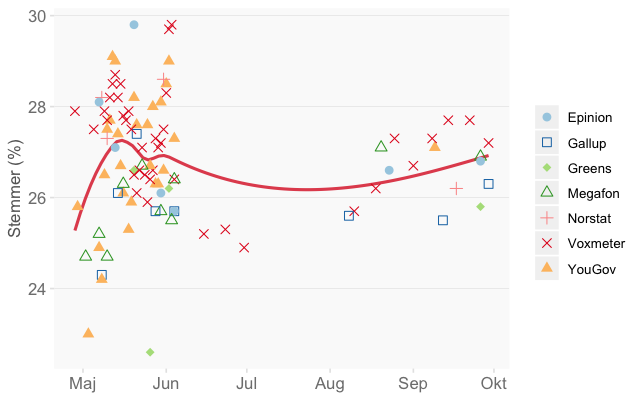 30
28
26
24
Stemmer (%)
Maj Jun Jul Aug Sep Okt
Epinion
Gallup
Greens
Megafon
Norstat
Voxmeter
YouGov